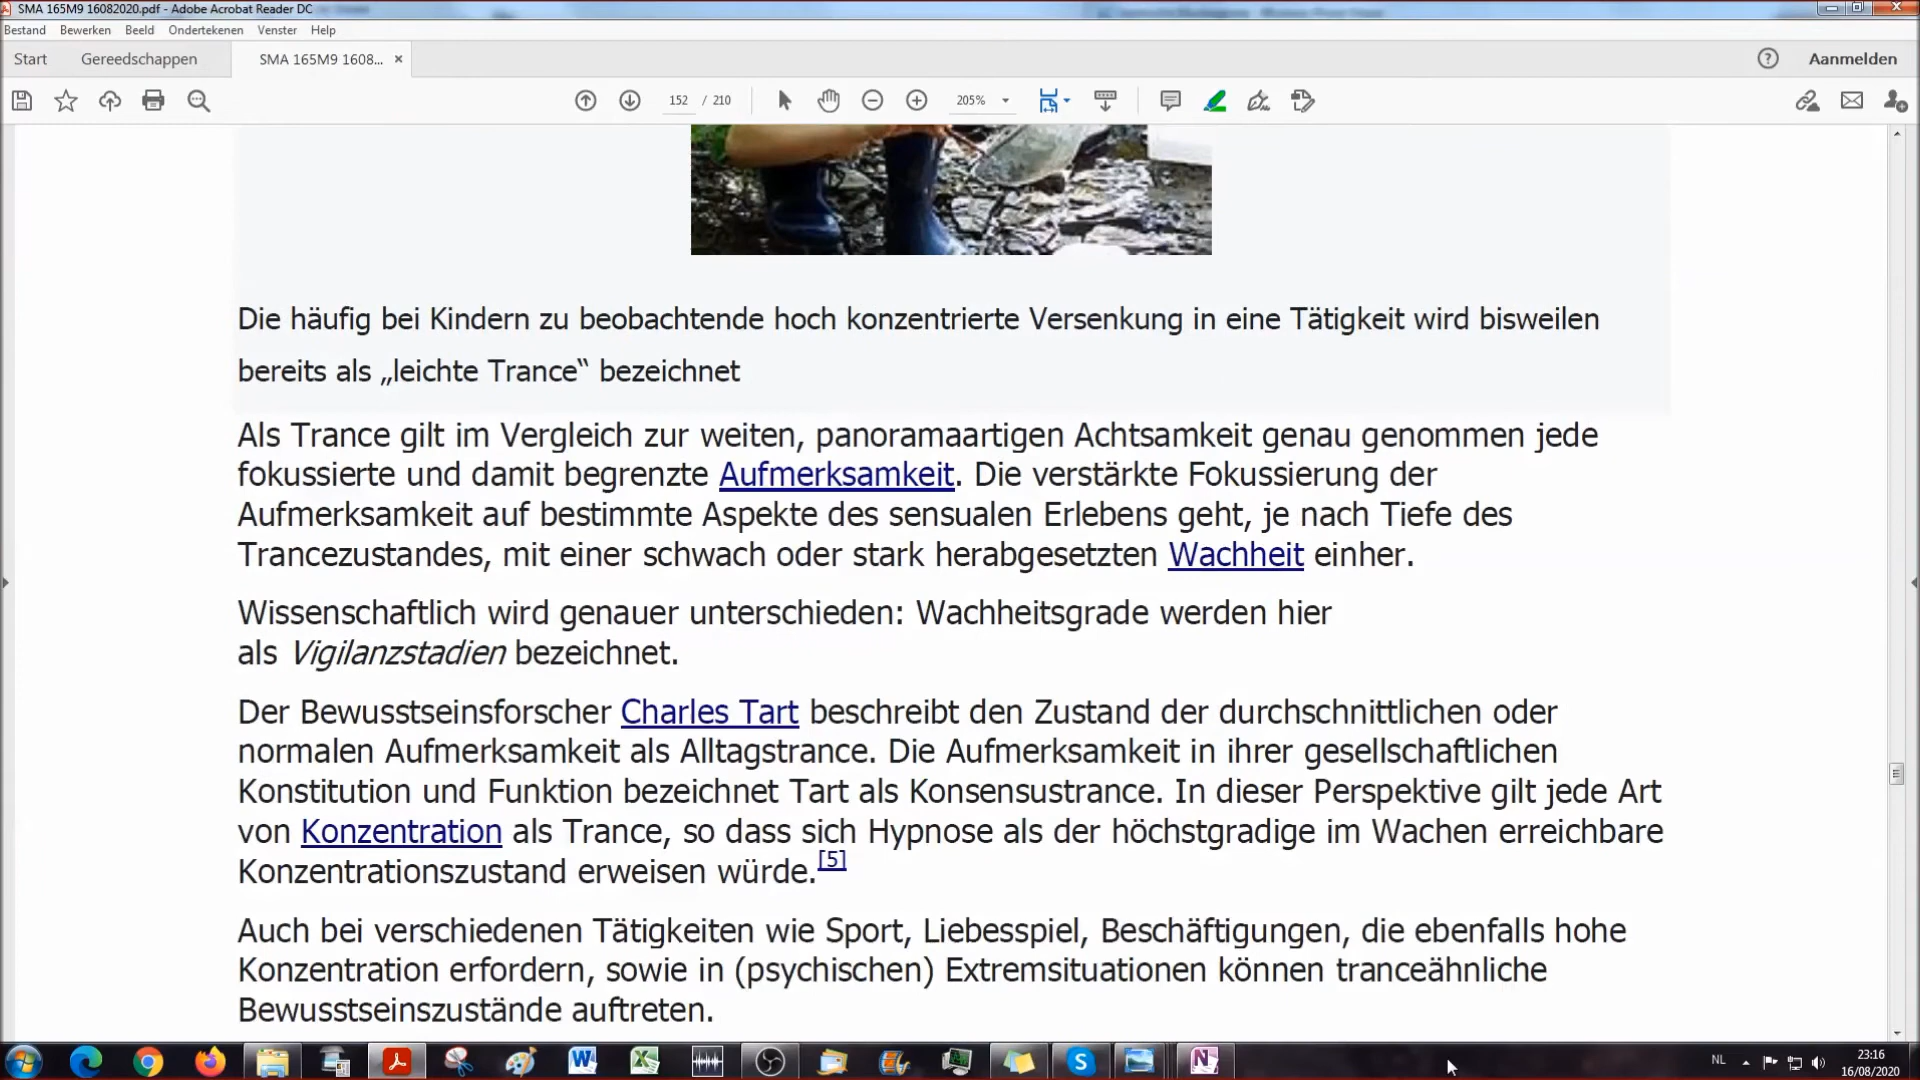 SMA 165M9 16082020.pdf - Adobe Acrobat Reader DC
Bestand Bewerken Beeld Ondertekenen Venster Help
Start Gereedschappen SMA 165M9 1608... × Aanmelden
152 / 210 205%
Die häufig bei Kindern zu beobachtende hoch konzentrierte Versenkung in eine Tätigkeit wird bisweilen
bereits als „leichte Trance“ bezeichnet
Als Trance gilt im Vergleich zur weiten, panoramaartigen Achtsamkeit genau genommen jede
fokussierte und damit begrenzte Aufmerksamkeit. Die verstärkte Fokussierung der
Aufmerksamkeit auf bestimmte Aspekte des sensualen Erlebens geht, je nach Tiefe des
Trancezustandes, mit einer schwach oder stark herabgesetzten Wachheit einher.
Wissenschaftlich wird genauer unterschieden: Wachheitsgrade werden hier
als Vigilanzstadien bezeichnet.
Der Bewusstseinsforscher Charles Tart beschreibt den Zustand der durchschnittlichen oder
normalen Aufmerksamkeit als Alltagstrance. Die Aufmerksamkeit in ihrer gesellschaftlichen
Konstitution und Funktion bezeichnet Tart als Konsensustrance. In dieser Perspektive gilt jede Art
von Konzentration als Trance, so dass sich Hypnose als der höchstgradige im Wachen erreichbare
Konzentrationszustand erweisen würde.[5]
Auch bei verschiedenen Tätigkeiten wie Sport, Liebesspiel, Beschäftigungen, die ebenfalls hohe
Konzentration erfordern, sowie in (psychischen) Extremsituationen können tranceähnliche
Bewusstseinszustände auftreten.
NL 23:16
16/08/2020